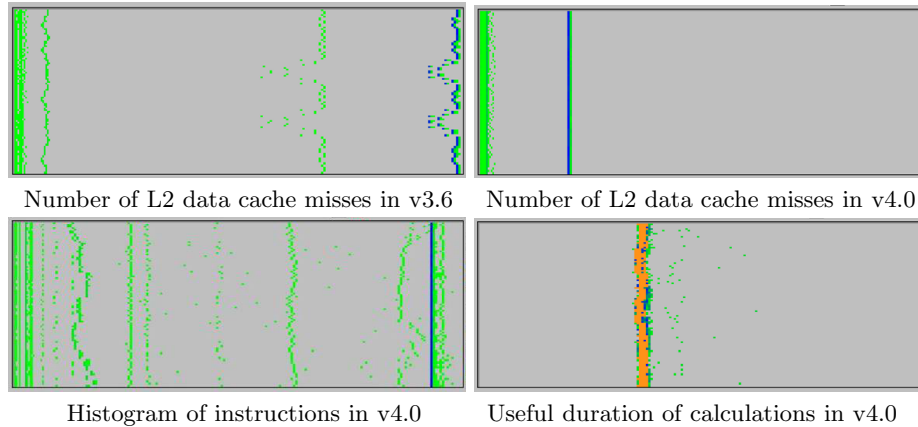 Number of L2 data cache misses in v3.6
Number of L2 data cache misses in v4.0
Histogram of instructions in v4.0
Useful duration of calculations in v4.0